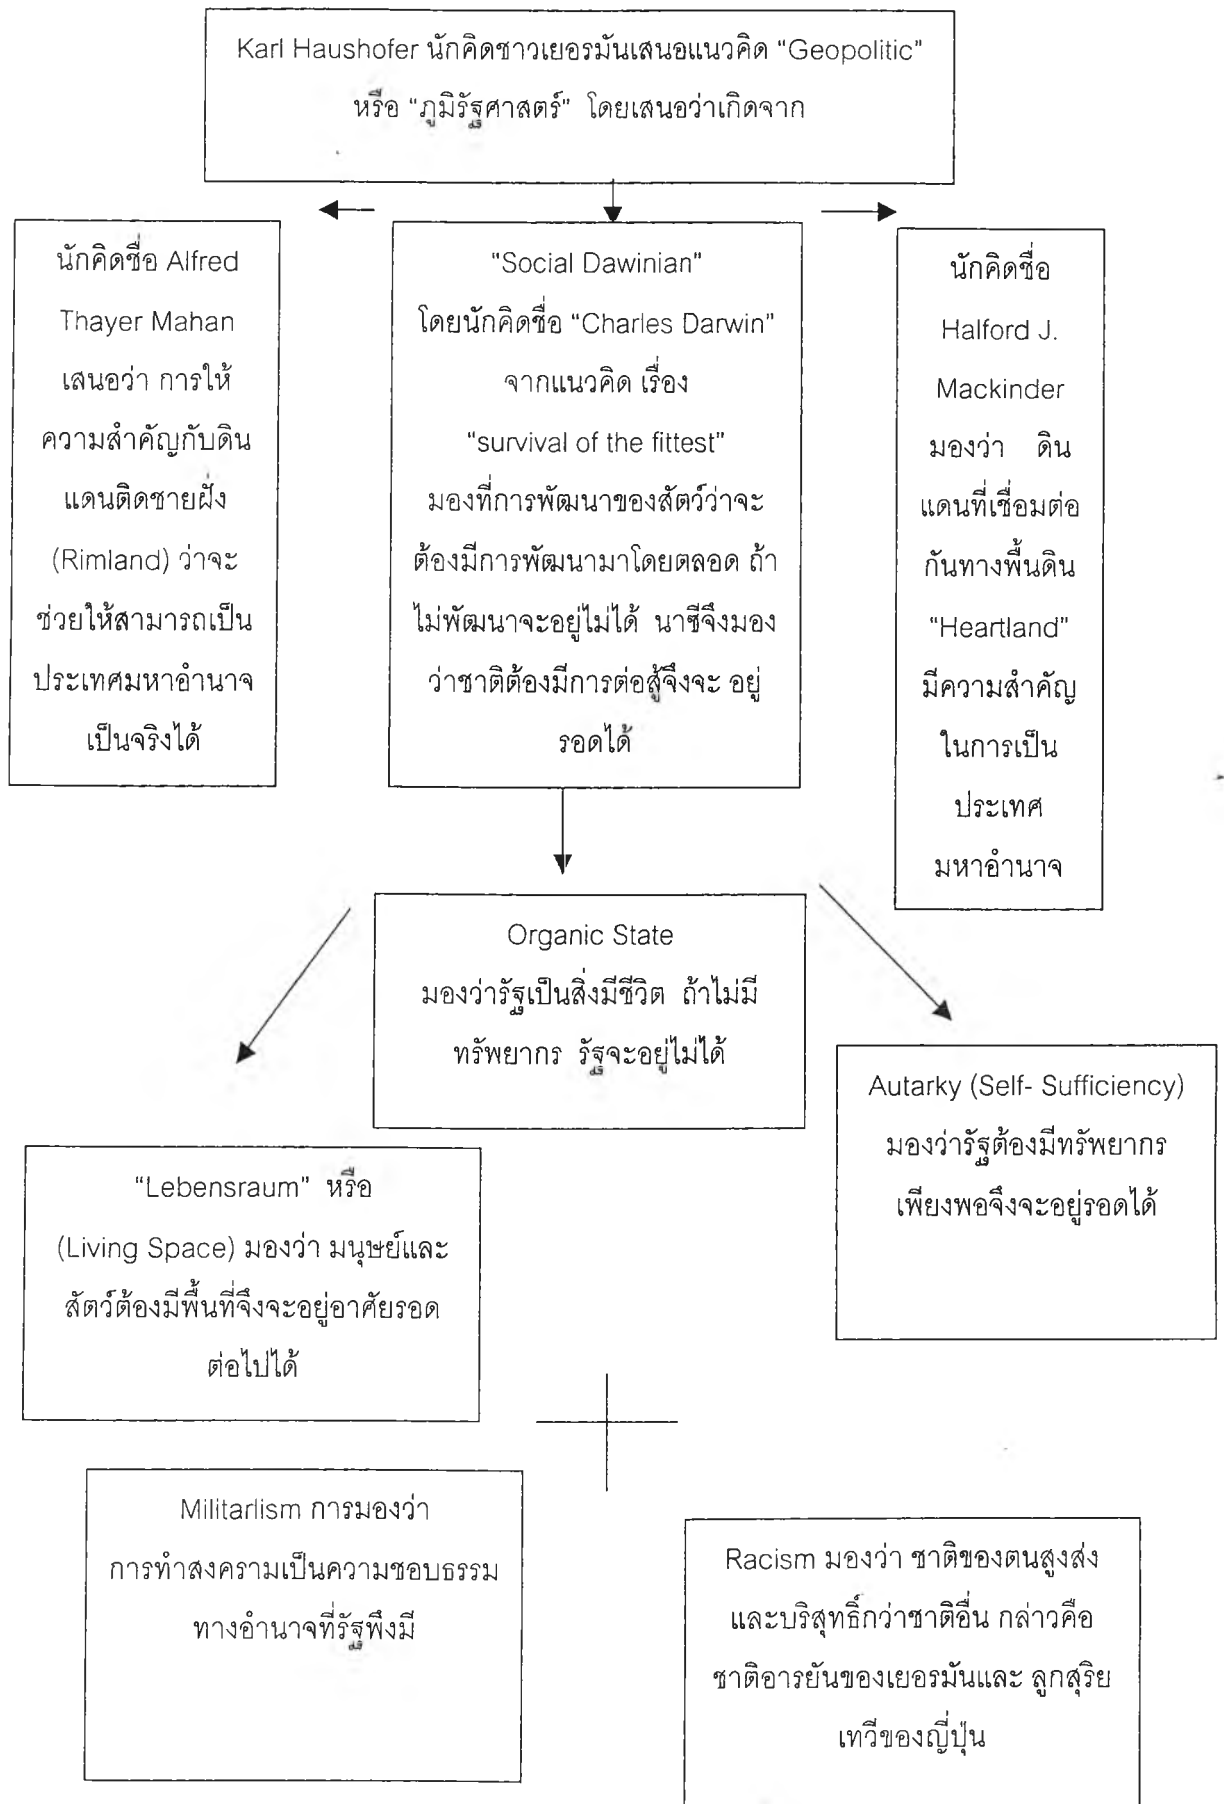 Karl Haushofer นักคิดชาวเยอรมันเสนอแนวคิด "Geopolitic"
หรือ "ภูมิรัฐศาสตร์" โดยเสนอว่าเกิดจาก
นักคิดชื่อ Alfred
Thayer Mahan
เสนอว่า การให้
ความสำคัญกับดิน
แดนติดชายฝั่ง
(Rimland) ว่าจะ
ช่วยให้สามารถเป็น
ประเทศมหาอำนาจ
เป็นจริงได้
"Social Dawinian"
โดยนักคิดชื่อ "Charles Darwin"
จากแนวคิด เรื่อง
"survival of the fittest"
มองที่การพัฒนาของสัตว์ว่าจะ
ต้องมีการพัฒนามาโดยตลอด ถ้า
ไม่พัฒนาจะอยู่ไม่ได้ นาซีจึงมอง
ว่าชาติต้องมีการต่อสู้จึงจะ อยู่
รอดได้
นักคิดชื่อ
Halford J.
Mackinder
มองว่า ดิน
แดนที่เชื่อมต่อ
กันทางพื้นดิน
"Heartland"
มีความสำคัญ
ในการเป็น
ประเทศ
มหาอำนาจ
Organic State
มองว่ารัฐเป็นสิ่งมีชีวิต ถ้าไม่มี
ทรัพยากร รัฐจะอยู่ไม่ได้
"Lebensraum" หรือ
(Living Space) มองว่า มนุษย์และ
สัตว์ต้องมีพื้นที่จึงจะอยู่อาศัยรอด
ต่อไปได้
Autarky (Self- Sufficiency)
มองว่ารัฐต้องมีทรัพยากร
เพียงพอจึงจะอยู่รอดได้
Militarlism การมองว่า
การทำสงครามเป็นความชอบธรรม
ทางอำนาจที่รัฐพึงมี
Racism มองว่า ชาติของตนสูงส่ง
และบริสุทธิ์กว่าชาติอื่น กล่าวคือ
ชาติอารยันของเยอรมันและ ลูกสุริย
เทวีของญี่ปุ่น